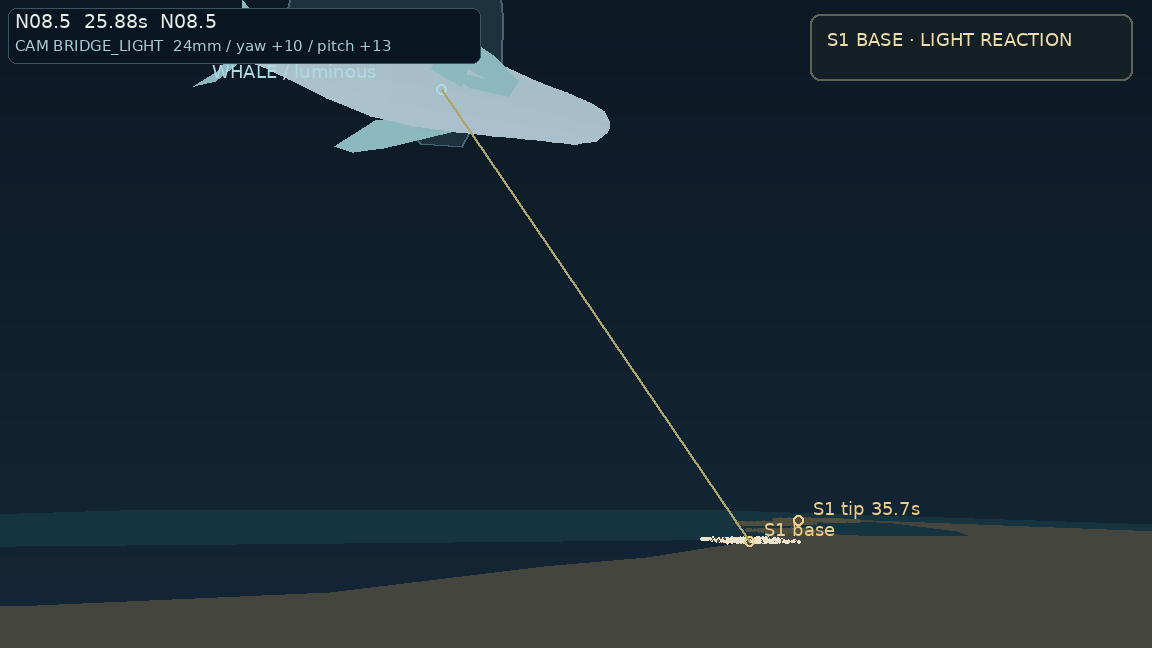 N08.5  25.88s  N08.5
CAM BRIDGE_LIGHT  24mm / yaw +10 / pitch +13
S1 BASE · LIGHT REACTION
WHALE / luminous
S1 tip 35.7s
S1 base